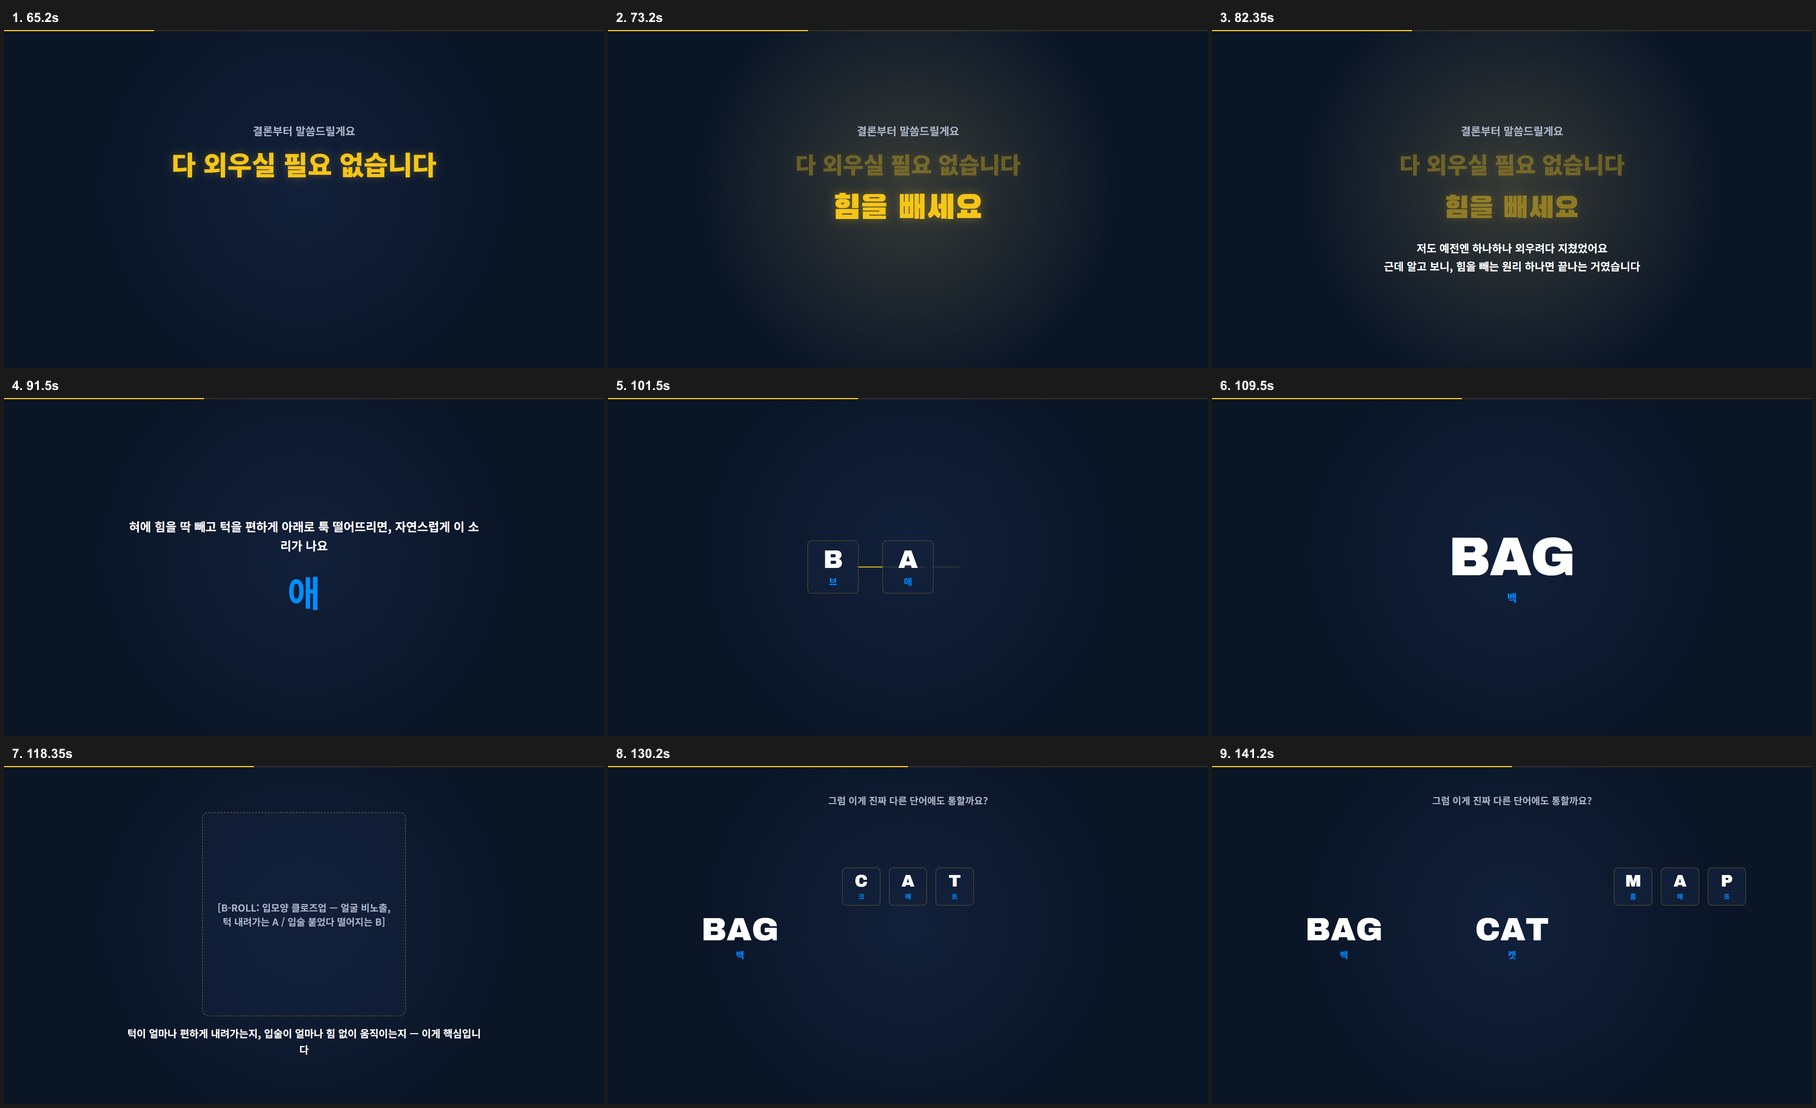 1. 65.2s
결론부터 말씀드릴게요
다 외우실 필요 없습니다
2. 73.2s
결론부터 말씀드릴게요
다 외우실 필요 없습니다
힘을 빼세요
3. 82.35s
결론부터 말씀드릴게요
다 외우실 필요 없습니다
힘을 빼세요
저도 예전엔 하나하나 외우려다 지쳤었어요
근데 알고 보니, 힘을 빼는 원리 하나면 끝나는 거였습니다
4. 91.5s
혀에 힘을 딱 빼고 턱을 편하게 아래로 툭 떨어뜨리면, 자연스럽게 이 소
리가 나요
애
5. 101.5s
B A
브 애
6. 109.5s
BAG
백
7. 118.35s
[B-ROLL: 입모양 클로즈업 — 얼굴 비노출,
턱 내려가는 A / 입술 붙었다 떨어지는 B]
턱이 얼마나 편하게 내려가는지, 입술이 얼마나 힘 없이 움직이는지 — 이게 핵심입니
다
8. 130.2s
그럼 이게 진짜 다른 단어에도 통할까요?
C A T
크 애 트
BAG
백
9. 141.2s
그럼 이게 진짜 다른 단어에도 통할까요?
M A P
흠 애 프
BAG CAT
백 캣